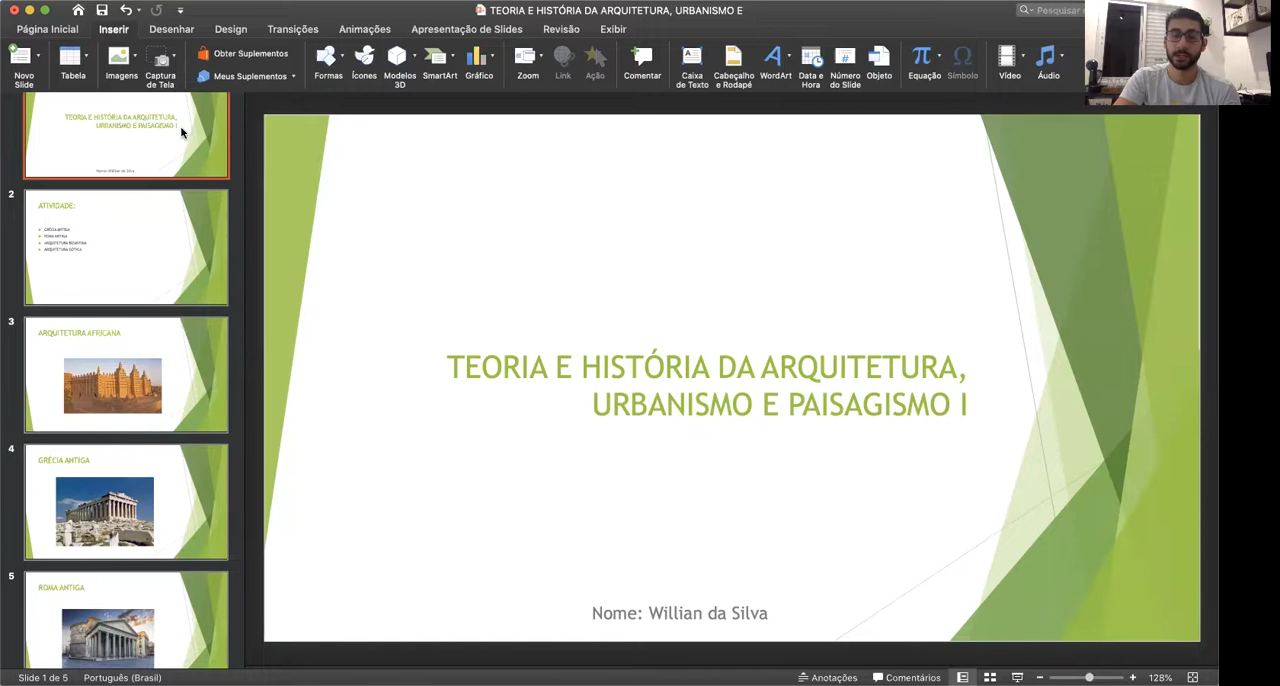 TEORIA E HISTÓRIA DA ARQUITETURA, URBANISMO E
Pesquisar
Página Inicial Inserir Desenhar Design Transições Animações Apresentação de Slides Revisão Exibir
Novo Slide
Tabela
Imagens
Captura de Tela
Obter Suplementos
Meus Suplementos
Formas
Ícones
Modelos 3D
SmartArt
Gráfico
Zoom
Link
Ação
Comentar
Caixa de Texto
Cabeçalho e Rodapé
WordArt
Data e Hora
Número do Slide
Objeto
Equação
Símbolo
Vídeo
Áudio
TEORIA E HISTÓRIA DA ARQUITETURA,
URBANISMO E PAISAGISMO I
Nome: Willian da Silva
2
ATIVIDADE:
GRÉCIA ANTIGA
ROMA ANTIGA
ARQUITETURA BIZANTINA
ARQUITETURA GÓTICA
3
ARQUITETURA AFRICANA
4
GRÉCIA ANTIGA
5
ROMA ANTIGA
TEORIA E HISTÓRIA DA ARQUITETURA,
URBANISMO E PAISAGISMO I
Nome: Willian da Silva
Slide 1 de 5 Português (Brasil) Anotações Comentários 128%